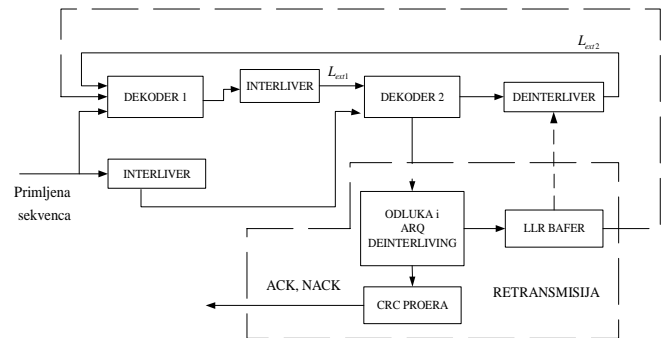 L_ext2
L_ext1
INTERLIVER
DEKODER 1
DEKODER 2
DEINTERLIVER
INTERLIVER
Primljena
sekvenca
ODLUKA i
ARQ
DEINTERLIVING
LLR BAFER
ACK, NACK
CRC PROERA
RETRANSMISIJA